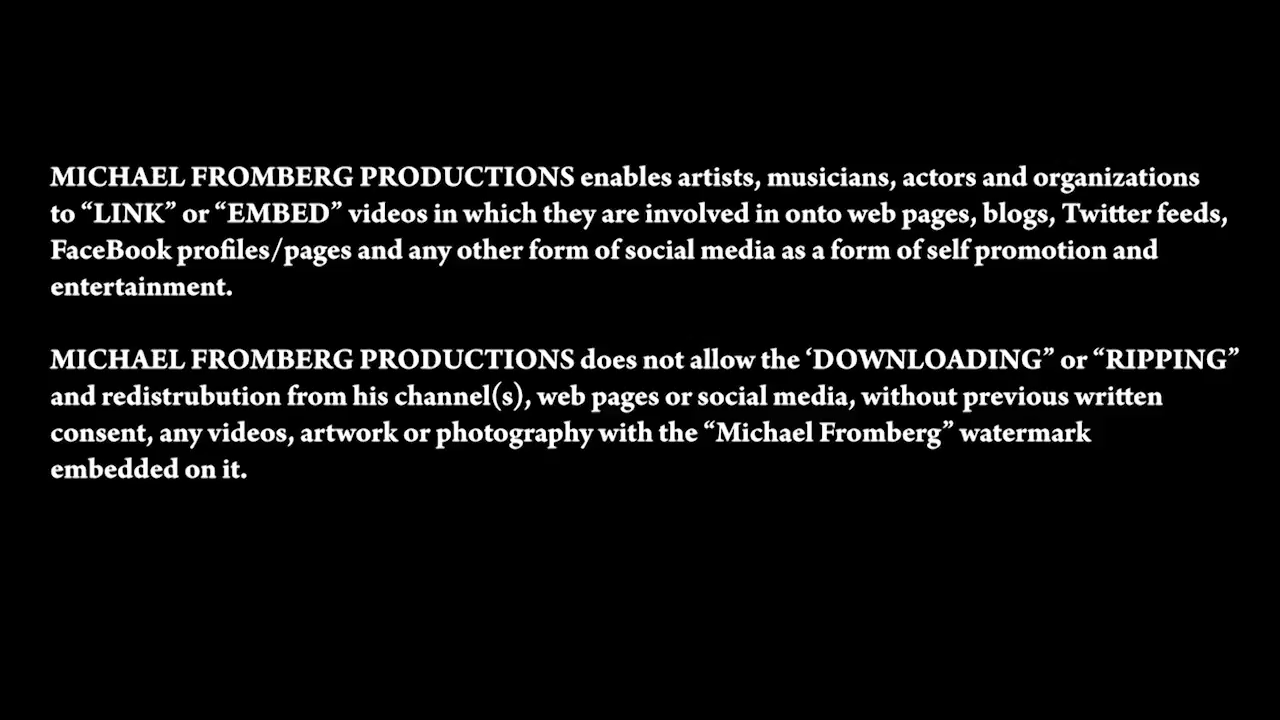 MICHAEL FROMBERG PRODUCTIONS enables artists, musicians, actors and organizations
to “LINK” or “EMBED” videos in which they are involved in onto web pages, blogs, Twitter feeds,
FaceBook profiles/pages and any other form of social media as a form of self promotion and
entertainment.
MICHAEL FROMBERG PRODUCTIONS does not allow the ‘DOWNLOADING” or “RIPPING”
and redistrubution from his channel(s), web pages or social media, without previous written
consent, any videos, artwork or photography with the “Michael Fromberg” watermark
embedded on it.